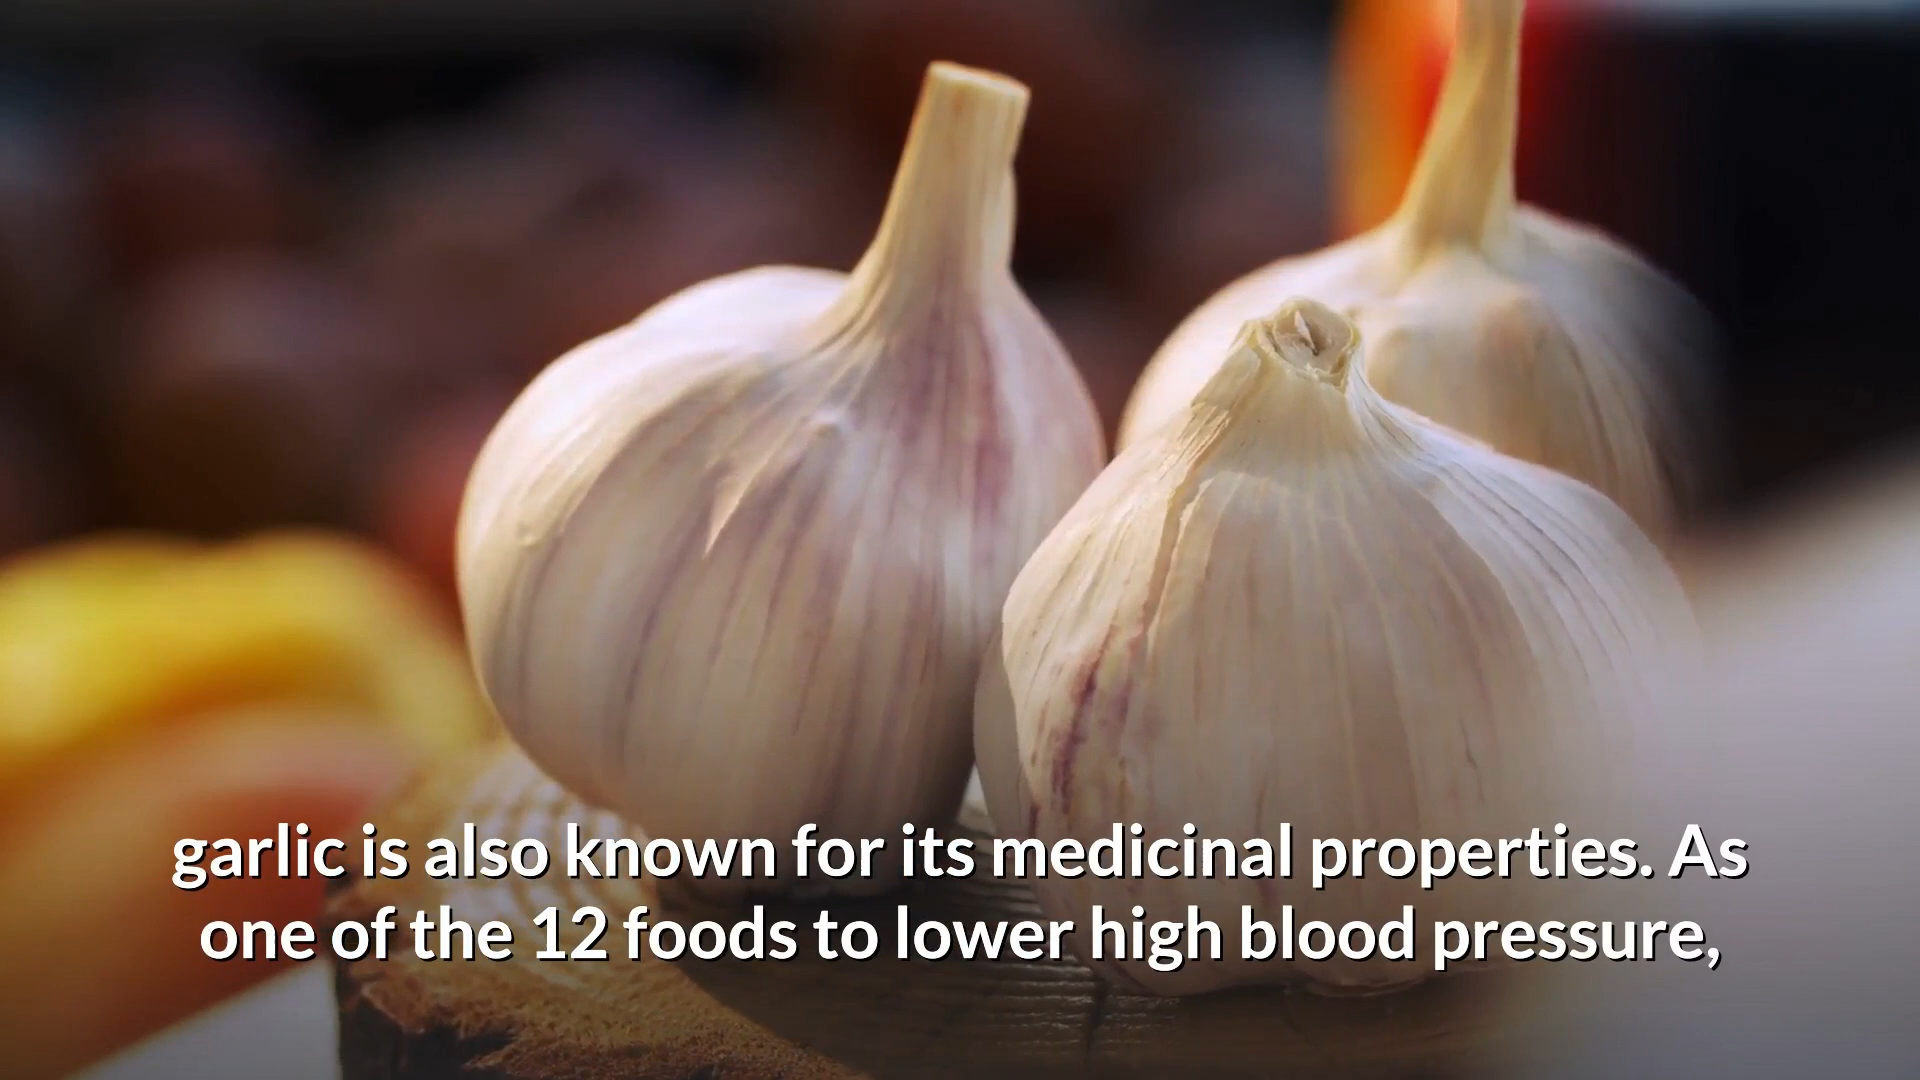 garlic is also known for its medicinal properties. As
one of the 12 foods to lower high blood pressure,